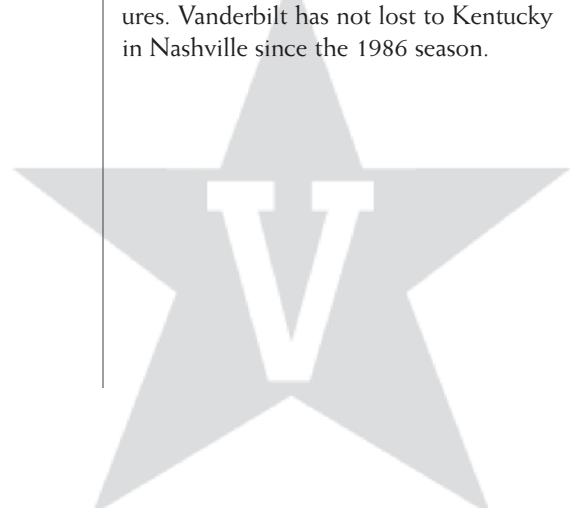 ures. Vanderbilt has not lost to Kentucky
in Nashville since the 1986 season.
V